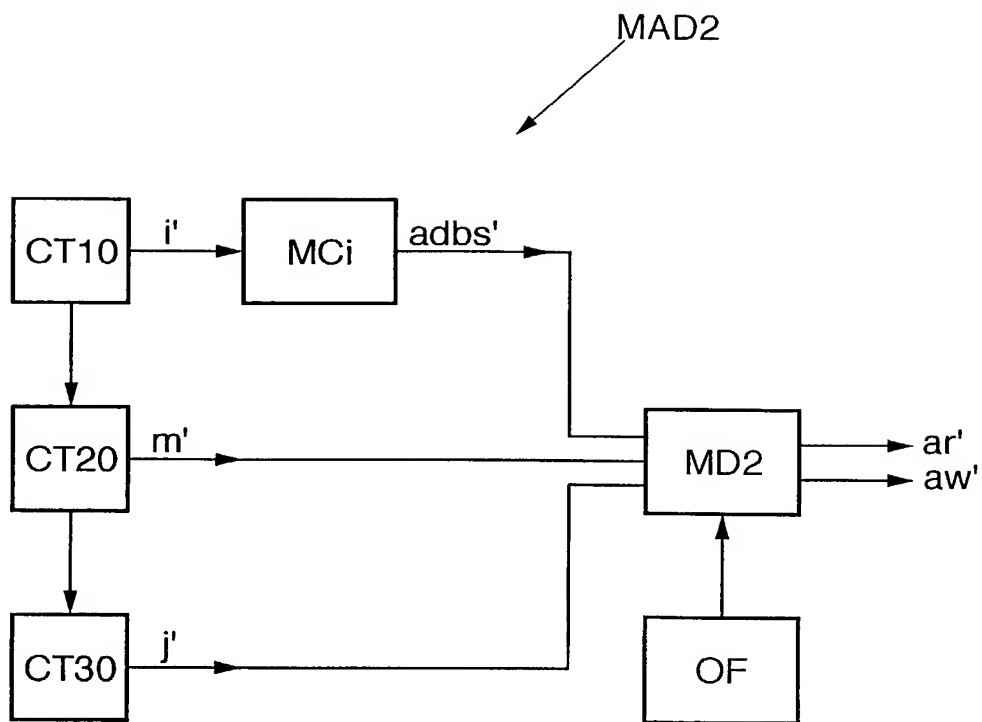 MAD2
CT10
i'
MCi
adbs'
CT20
m'
MD2
ar'
aw'
CT30
j'
OF